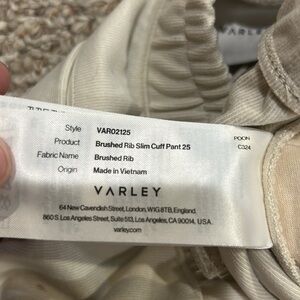 VARLEY
Style VAR02125
Product Brushed Rib Slim Cuff Pant 25
Fabric Name Brushed Rib
Origin Made in Vietnam
PQON
C324
VARLEY
64 New Cavendish Street, London, W1G 8TB, England.
860 S. Los Angeles Street, Suite 513, Los Angeles, CA 90014, USA.
varley.com